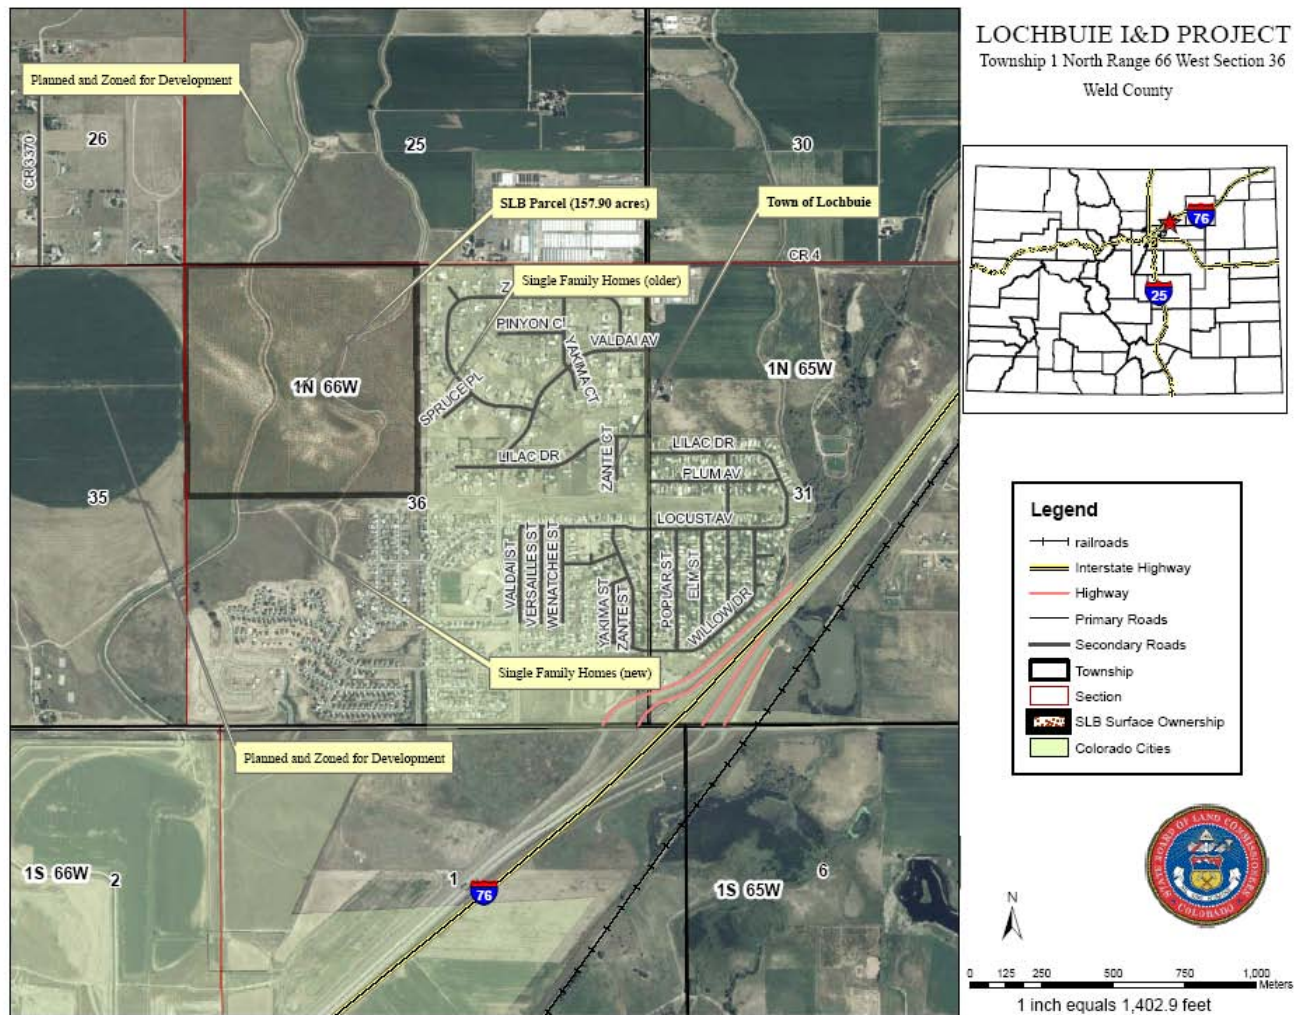 LOCHBUIE I&D PROJECT
Township 1 North Range 66 West Section 36
Weld County
Planned and Zoned for Development
26
25
30
CR 3370
SLB Parcel (157.90 acres)
Town of Lochbuie
CR 4
Single Family Homes (older)
Z
PINYON C
VALDAI AV
YAKIMA CT
1N 66W
1N 65W
SPRUCE PL
LILAC DR
ZANTE CT
LILAC DR
PLUM AV
35
36
31
LOCUST AV
VALDAI ST
VERSAILLES ST
WENATCHEE ST
YAKIMA ST
ZANTE ST
POPLAR ST
ELM ST
WILLOW DR
Single Family Homes (new)
Planned and Zoned for Development
1S 66W
2
1
76
1S 65W
6
76
25
Legend
railroads
Interstate Highway
Highway
Primary Roads
Secondary Roads
Township
Section
SLB Surface Ownership
Colorado Cities
STATE BOARD OF LAND COMMISSIONERS
COLORADO
N
0 125 250 500 750 1,000
Meters
1 inch equals 1,402.9 feet